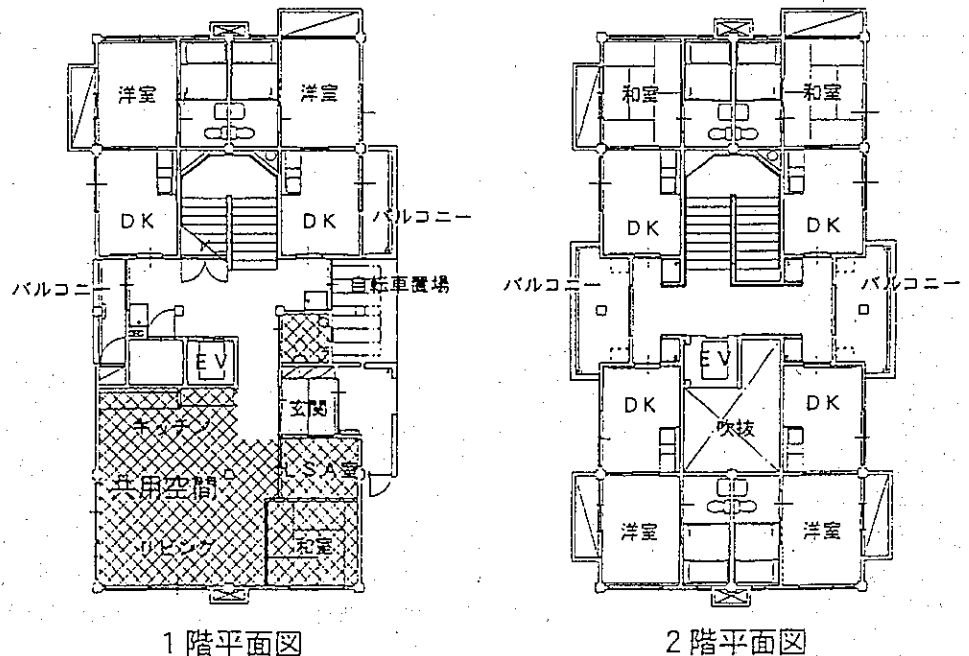 洋室
洋室
DK
DK
バルコニー
バルコニー
自転車置場
EV
玄関
キッチン
LSA室
共用空間
リビング
和室
1階平面図
和室
和室
DK
DK
バルコニー
バルコニー
EV
DK
DK
吹抜
洋室
洋室
2階平面図